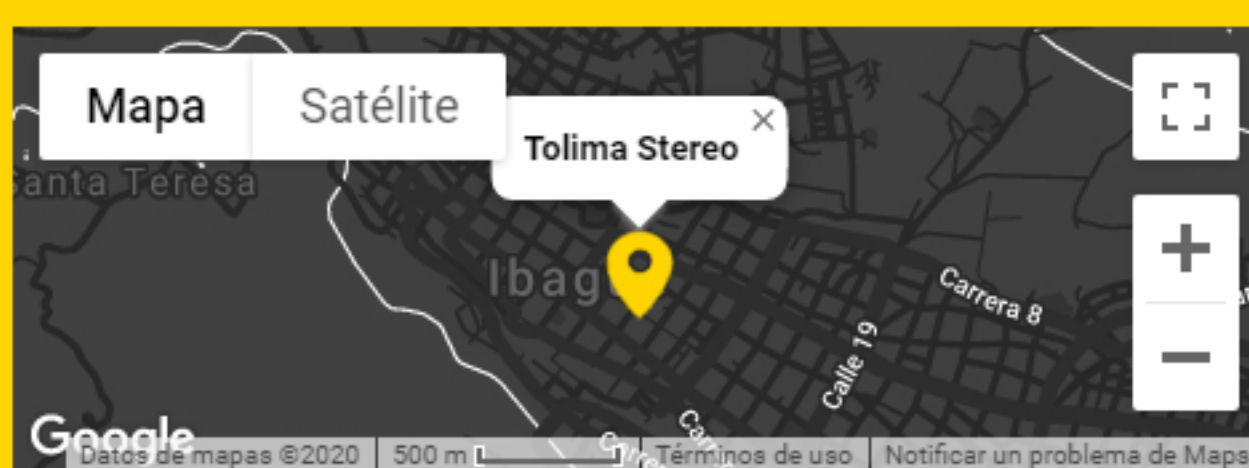 Mapa
Satélite
Tolima Stereo
Santa Teresa
Ibag
Carrera 8
Calle 19
Google
Datos de mapas ©2020
500 m
Términos de uso
Notificar un problema de Maps